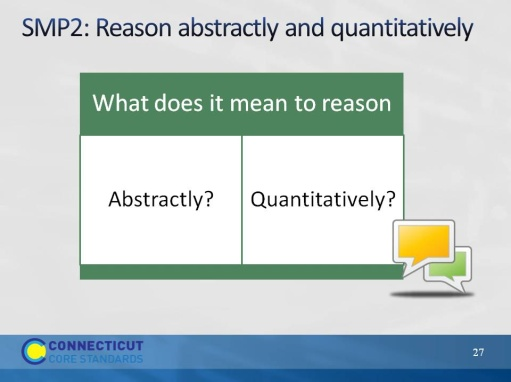 SMP2: Reason abstractly and quantitatively
What does it mean to reason
Abstractly?
Quantitatively?
CONNECTICUT
CORE STANDARDS
27